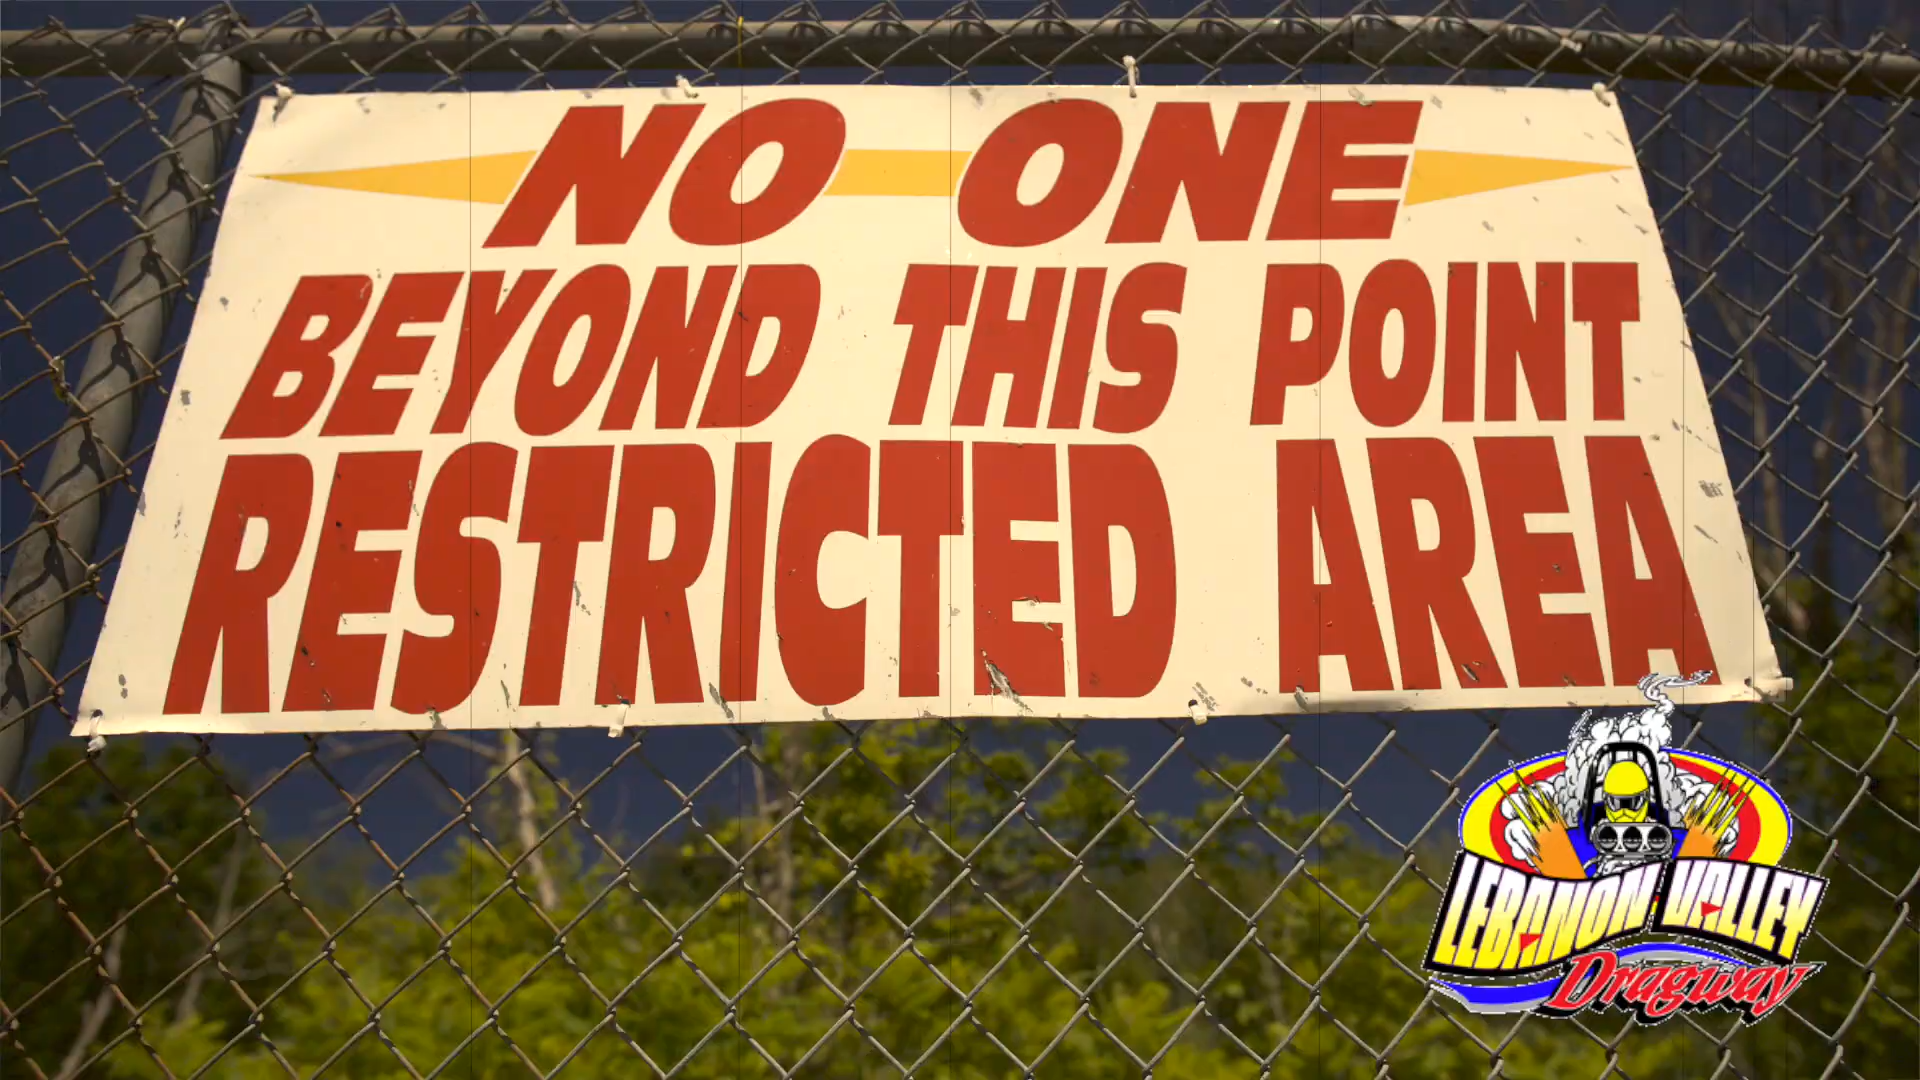 NO ONE
BEYOND THIS POINT
RESTRICTED AREA
LEBANON VALLEY
Dragway